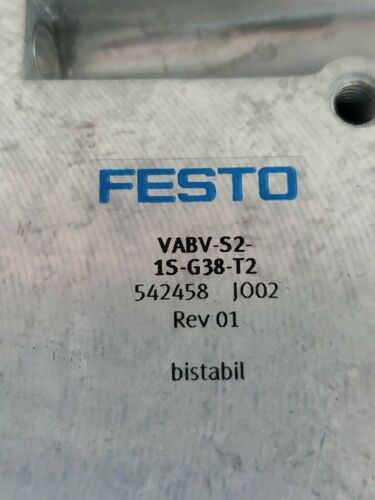 FESTO
VABV-S2-
1S-G38-T2
542458 J002
Rev 01
bistabil